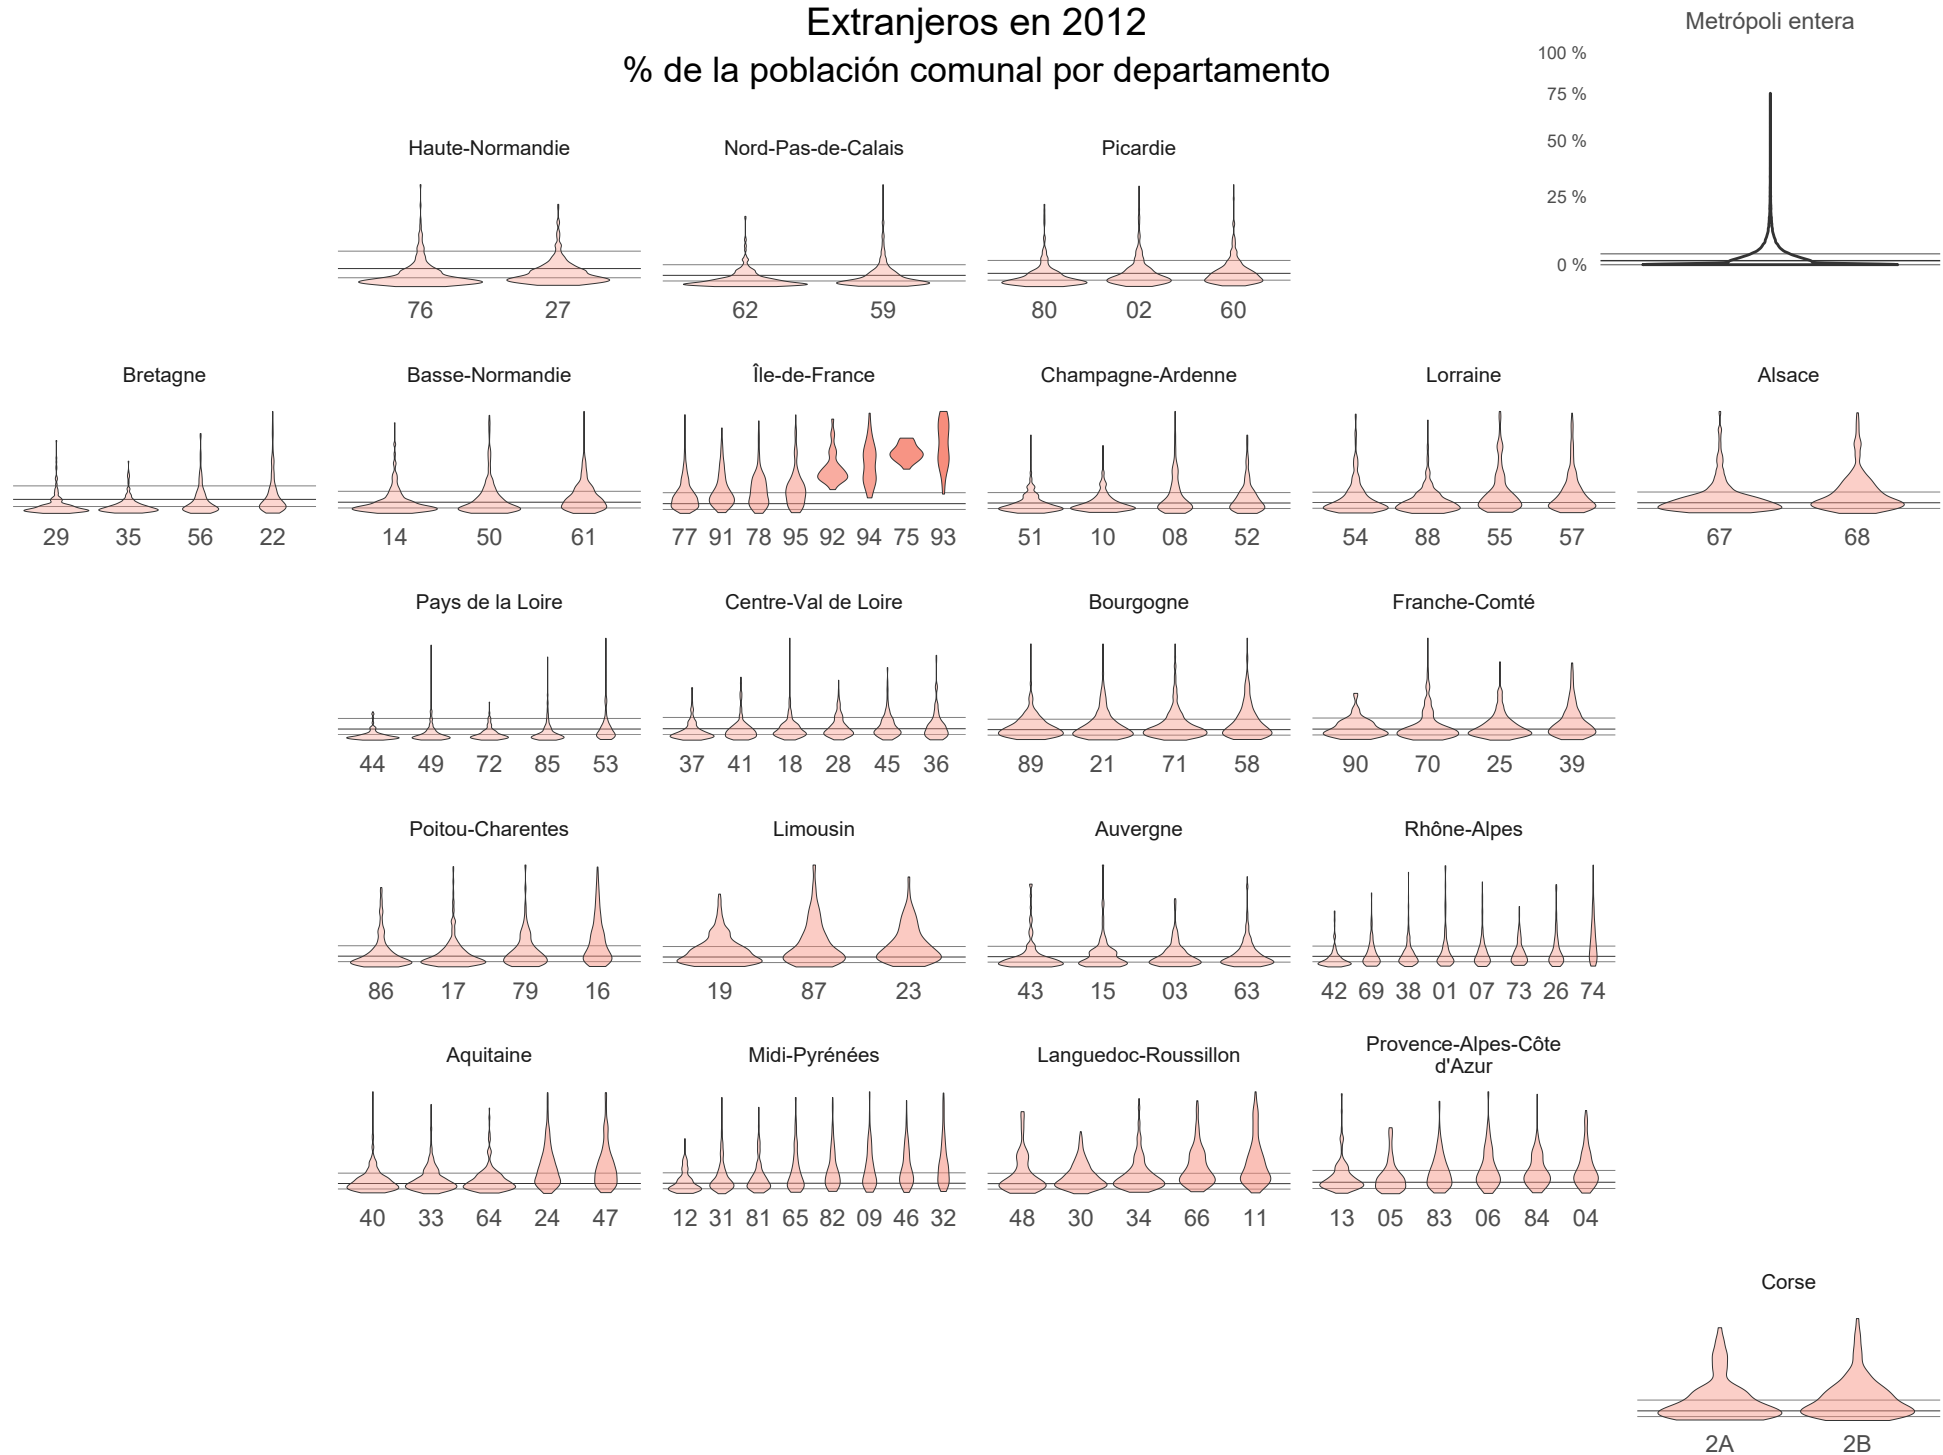 Extranjeros en 2012
% de la población comunal por departamento
Metrópoli entera
100 %
75 %
50 %
25 %
0 %
Haute-Normandie
76 27
Nord-Pas-de-Calais
62 59
Picardie
80 02 60
Bretagne
29 35 56 22
Basse-Normandie
14 50 61
Île-de-France
77 91 78 95 92 94 75 93
Champagne-Ardenne
51 10 08 52
Lorraine
54 88 55 57
Alsace
67 68
Pays de la Loire
44 49 72 85 53
Centre-Val de Loire
37 41 18 28 45 36
Bourgogne
89 21 71 58
Franche-Comté
90 70 25 39
Poitou-Charentes
86 17 79 16
Limousin
19 87 23
Auvergne
43 15 03 63
Rhône-Alpes
42 69 38 01 07 73 26 74
Aquitaine
40 33 64 24 47
Midi-Pyrénées
12 31 81 65 82 09 46 32
Languedoc-Roussillon
48 30 34 66 11
Provence-Alpes-Côte
d'Azur
13 05 83 06 84 04
Corse
2A 2B